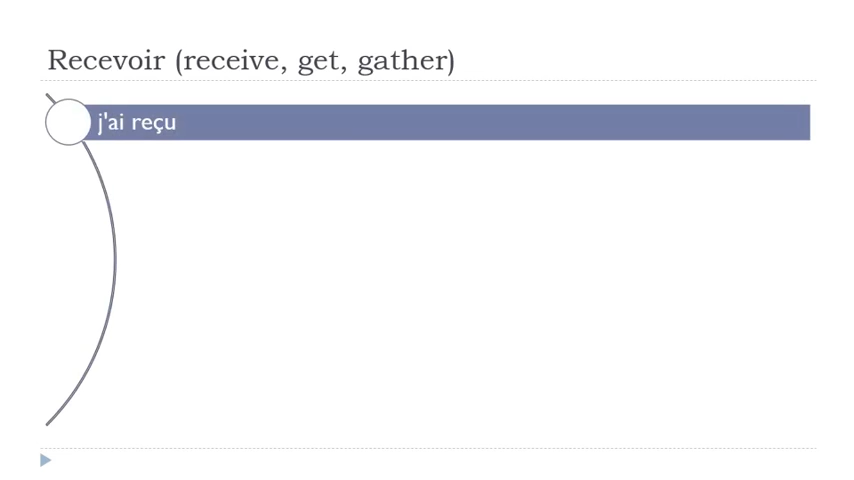 Recevoir (receive, get, gather)
j'ai reçu